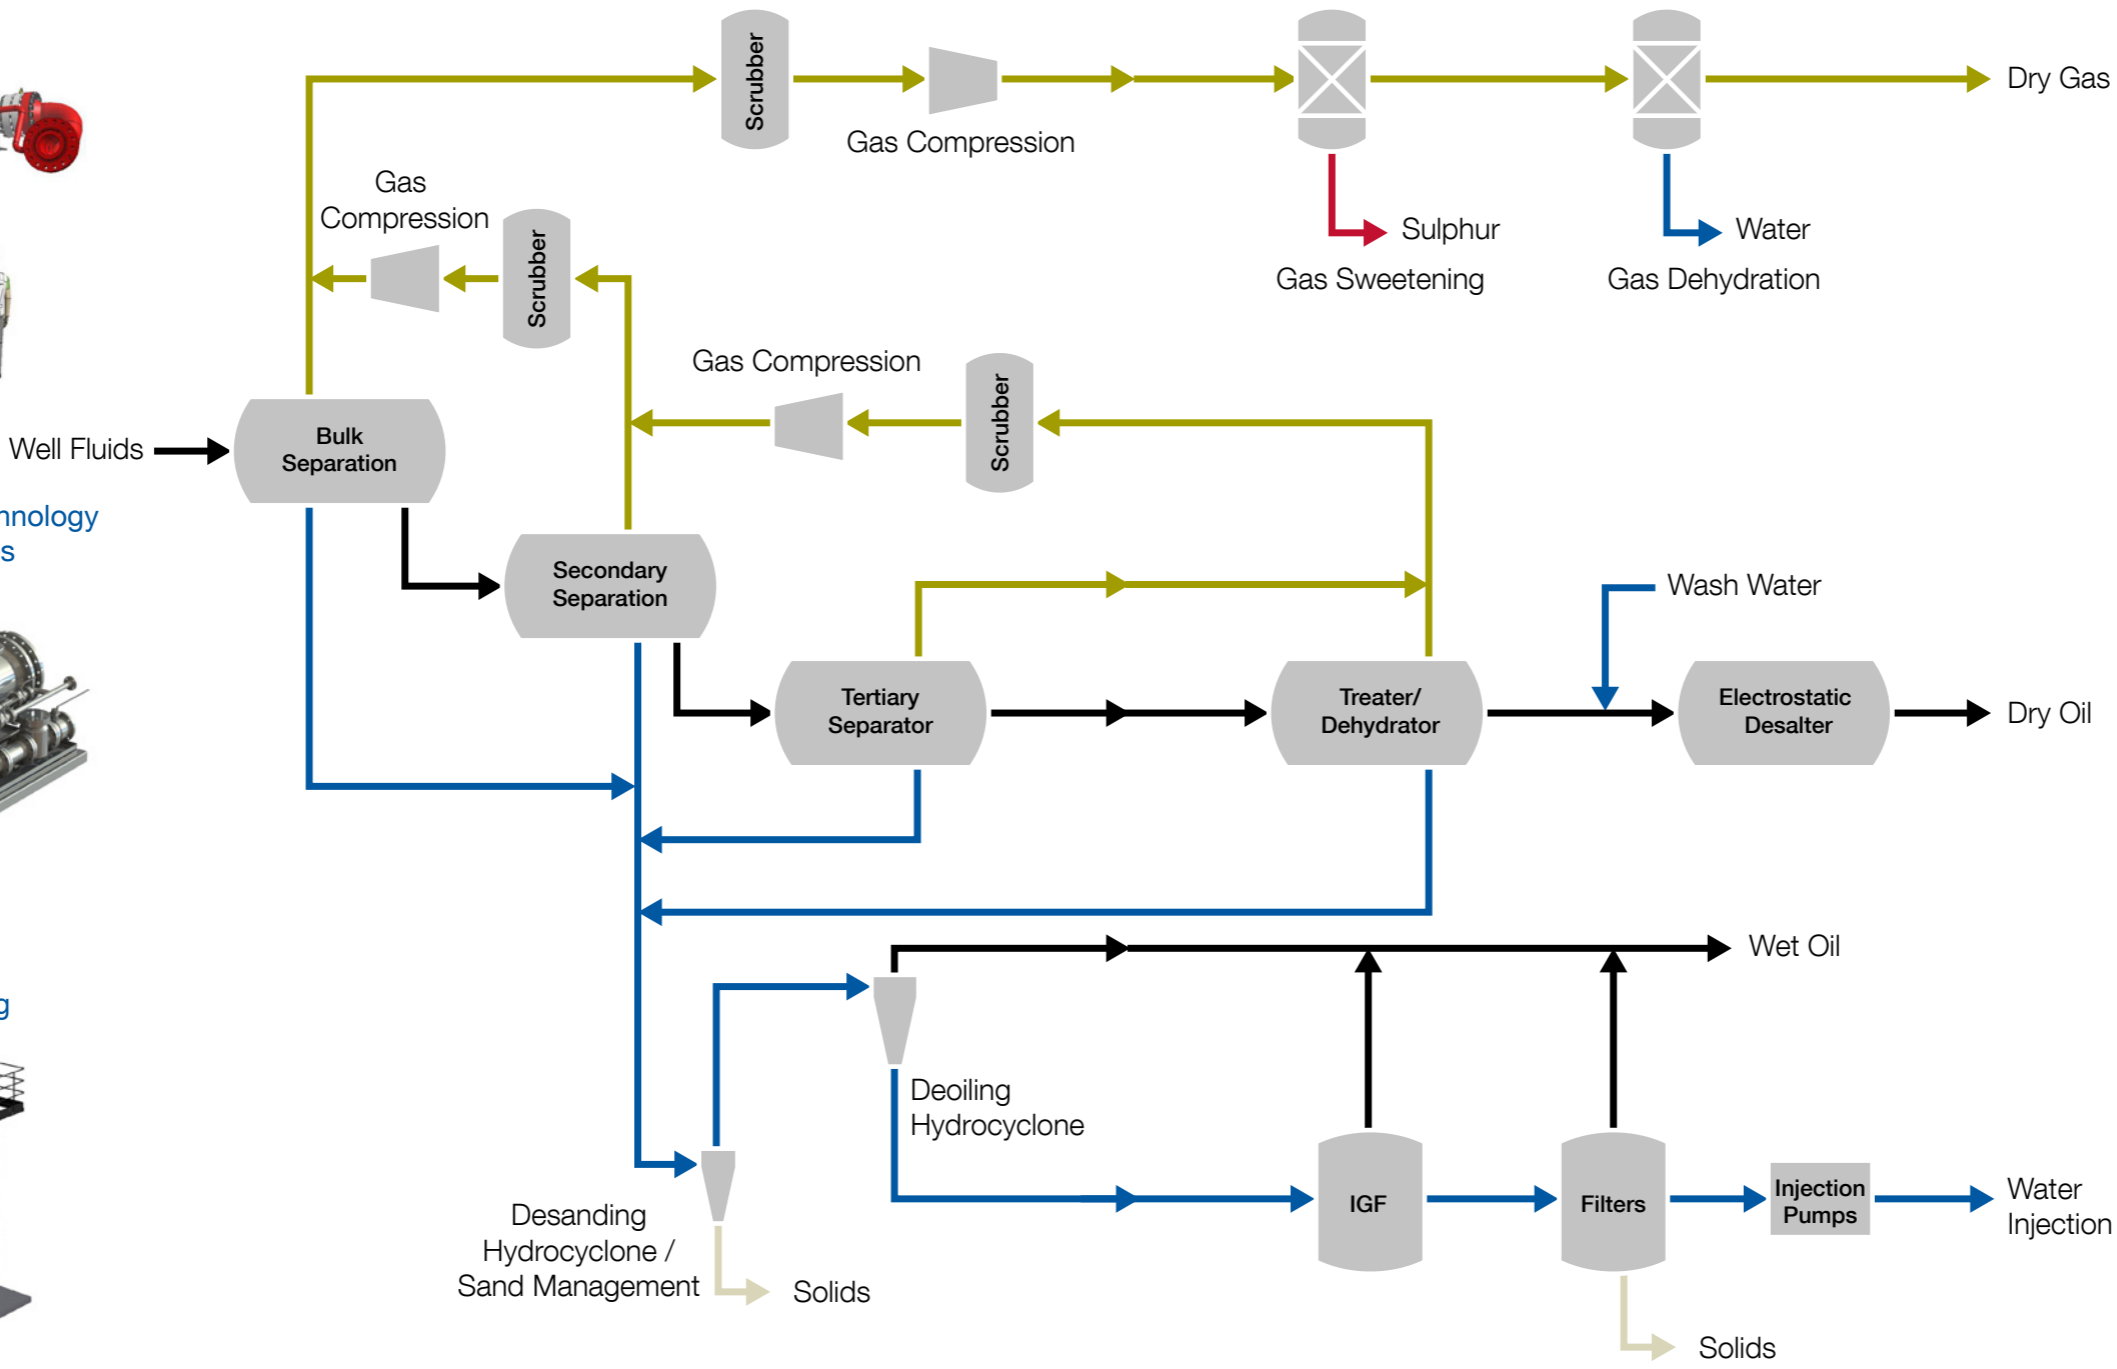 Scrubber
Dry Gas
Gas Compression
Gas
Compression
Scrubber
Sulphur
Water
Gas Sweetening
Gas Dehydration
Gas Compression
Scrubber
Well Fluids
Bulk
Separation
Secondary
Separation
Wash Water
Tertiary
Separator
Treater/
Dehydrator
Electrostatic
Desalter
Dry Oil
Wet Oil
Deoiling
Hydrocyclone
IGF
Filters
Injection
Pumps
Water
Injection
Desanding
Hydrocyclone /
Sand Management
Solids
Solids